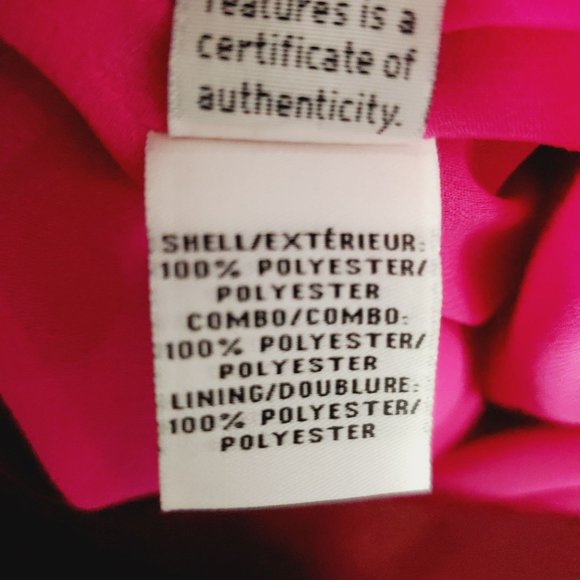 features is a
certificate of
authenticity.
SHELL/EXTÉRIEUR:
100% POLYESTER/
POLYESTER
COMBO/COMBO:
100% POLYESTER/
POLYESTER
LINING/DOUBLURE:
100% POLYESTER/
POLYESTER